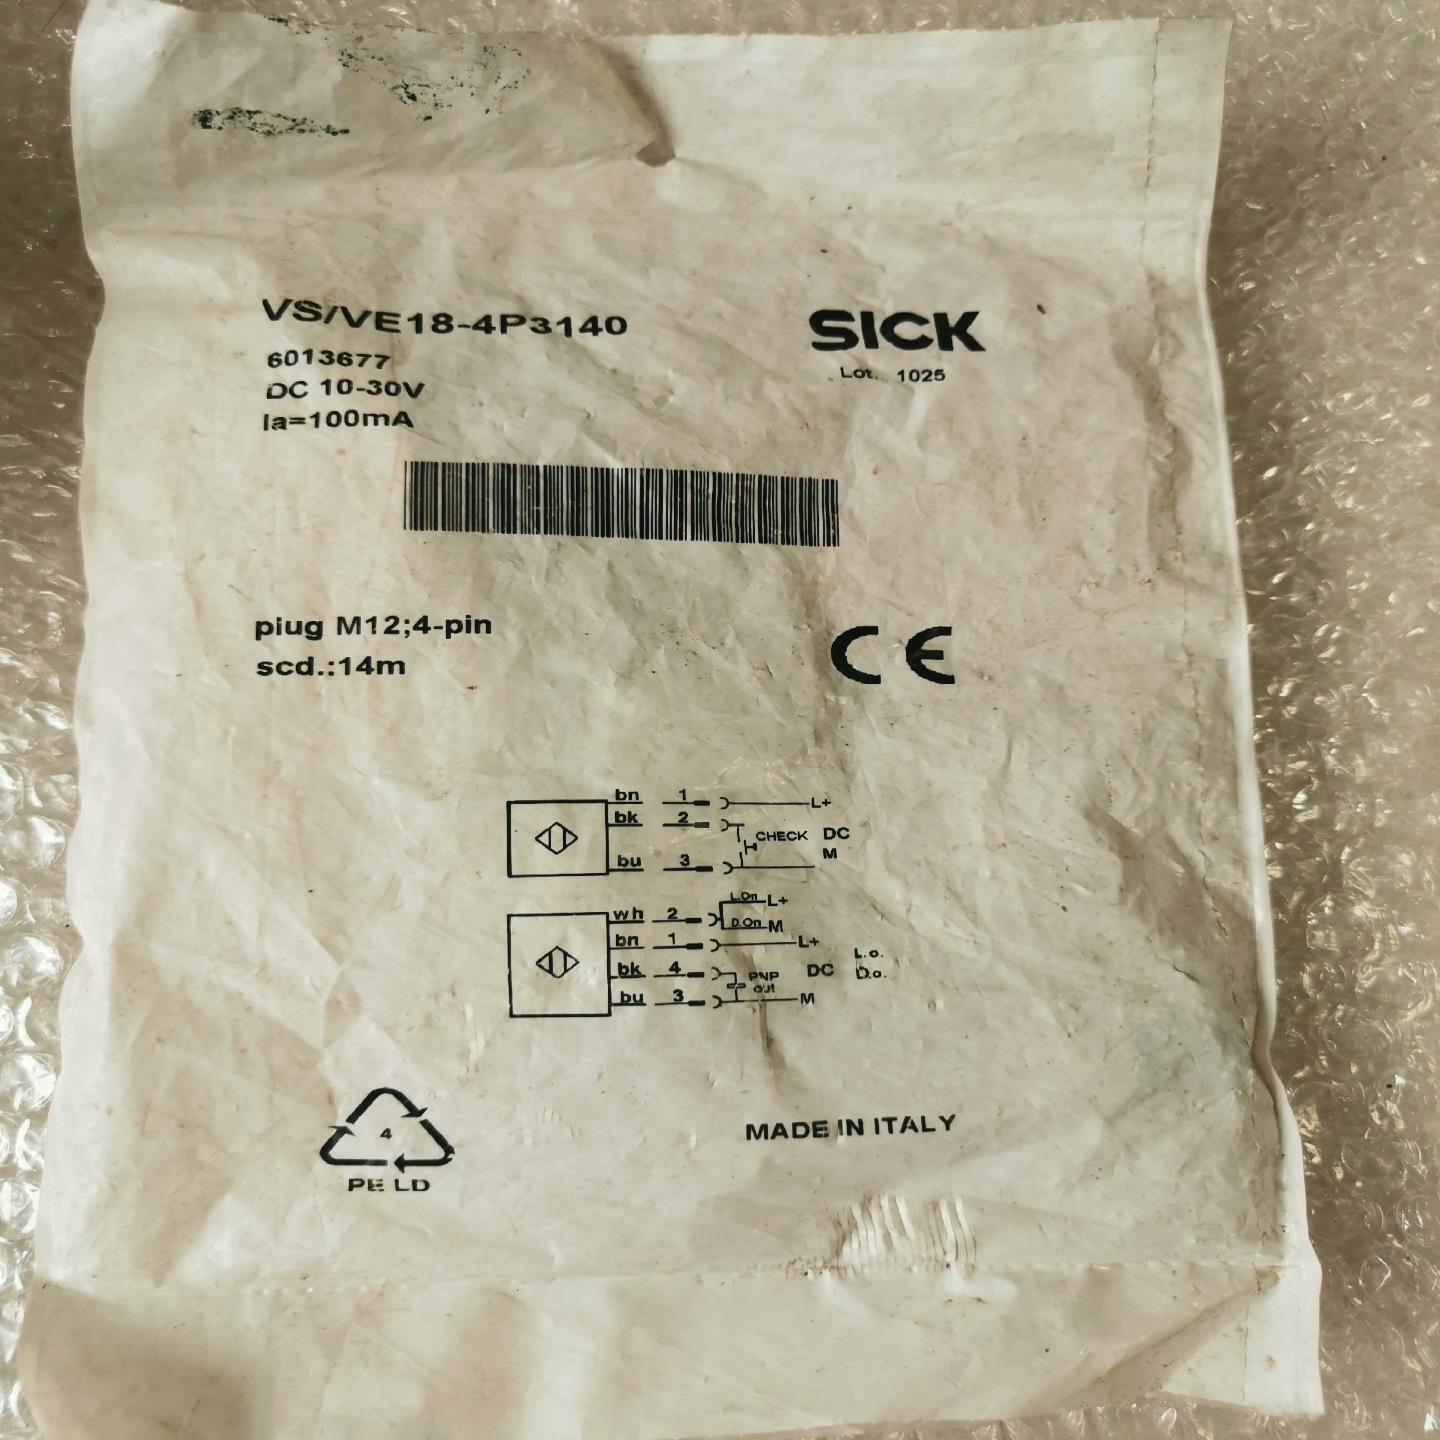 VS/VE18-4P3140
SICK
6013677
Lot. 1025
DC 10-30V
Ia=100mA
plug M12;4-pin
scd.:14m
CE
bn 1 L+
bk 2 CHECK DC
M
bu 3
L.On L+
wh 2
D.On M
bn 1 L+
L.o.
bk 4 PNP DC D.o.
out
bu 3 M
4
PE LD
MADE IN ITALY